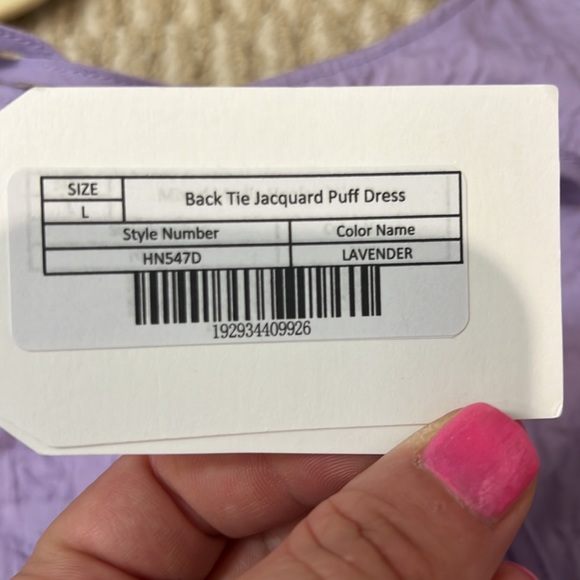 SIZE
L
Back Tie Jacquard Puff Dress
Style Number
Color Name
HN547D
LAVENDER
192934409926